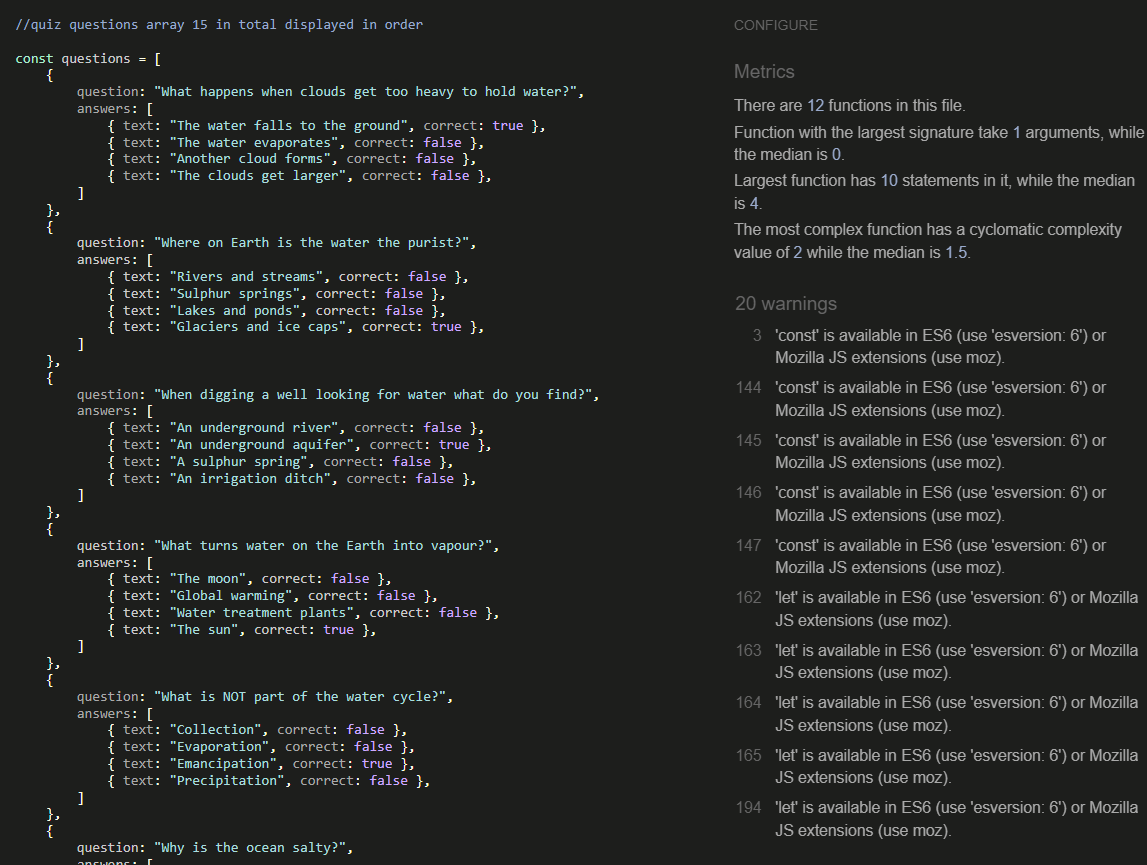 //quiz questions array 15 in total displayed in order
const questions = [
{
question: "What happens when clouds get too heavy to hold water?",
answers: [
{ text: "The water falls to the ground", correct: true },
{ text: "The water evaporates", correct: false },
{ text: "Another cloud forms", correct: false },
{ text: "The clouds get larger", correct: false },
]
},
{
question: "Where on Earth is the water the purist?",
answers: [
{ text: "Rivers and streams", correct: false },
{ text: "Sulphur springs", correct: false },
{ text: "Lakes and ponds", correct: false },
{ text: "Glaciers and ice caps", correct: true },
]
},
{
question: "When digging a well looking for water what do you find?",
answers: [
{ text: "An underground river", correct: false },
{ text: "An underground aquifer", correct: true },
{ text: "A sulphur spring", correct: false },
{ text: "An irrigation ditch", correct: false },
]
},
{
question: "What turns water on the Earth into vapour?",
answers: [
{ text: "The moon", correct: false },
{ text: "Global warming", correct: false },
{ text: "Water treatment plants", correct: false },
{ text: "The sun", correct: true },
]
},
{
question: "What is NOT part of the water cycle?",
answers: [
{ text: "Collection", correct: false },
{ text: "Evaporation", correct: false },
{ text: "Emancipation", correct: true },
{ text: "Precipitation", correct: false },
]
},
{
question: "Why is the ocean salty?",
answers: [
CONFIGURE
Metrics
There are 12 functions in this file.
Function with the largest signature take 1 arguments, while
the median is 0.
Largest function has 10 statements in it, while the median
is 4.
The most complex function has a cyclomatic complexity
value of 2 while the median is 1.5.
20 warnings
3 'const' is available in ES6 (use 'esversion: 6') or
Mozilla JS extensions (use moz).
144 'const' is available in ES6 (use 'esversion: 6') or
Mozilla JS extensions (use moz).
145 'const' is available in ES6 (use 'esversion: 6') or
Mozilla JS extensions (use moz).
146 'const' is available in ES6 (use 'esversion: 6') or
Mozilla JS extensions (use moz).
147 'const' is available in ES6 (use 'esversion: 6') or
Mozilla JS extensions (use moz).
162 'let' is available in ES6 (use 'esversion: 6') or Mozilla
JS extensions (use moz).
163 'let' is available in ES6 (use 'esversion: 6') or Mozilla
JS extensions (use moz).
164 'let' is available in ES6 (use 'esversion: 6') or Mozilla
JS extensions (use moz).
165 'let' is available in ES6 (use 'esversion: 6') or Mozilla
JS extensions (use moz).
194 'let' is available in ES6 (use 'esversion: 6') or Mozilla
JS extensions (use moz).